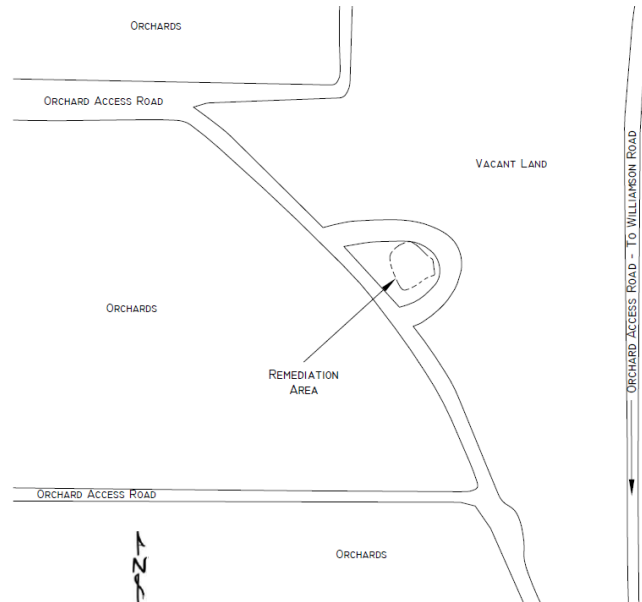 ORCHARDS
ORCHARD ACCESS ROAD
VACANT LAND
ORCHARD ACCESS ROAD - TO WILLIAMSON ROAD
ORCHARDS
REMEDIATION
AREA
ORCHARD ACCESS ROAD
N
ORCHARDS